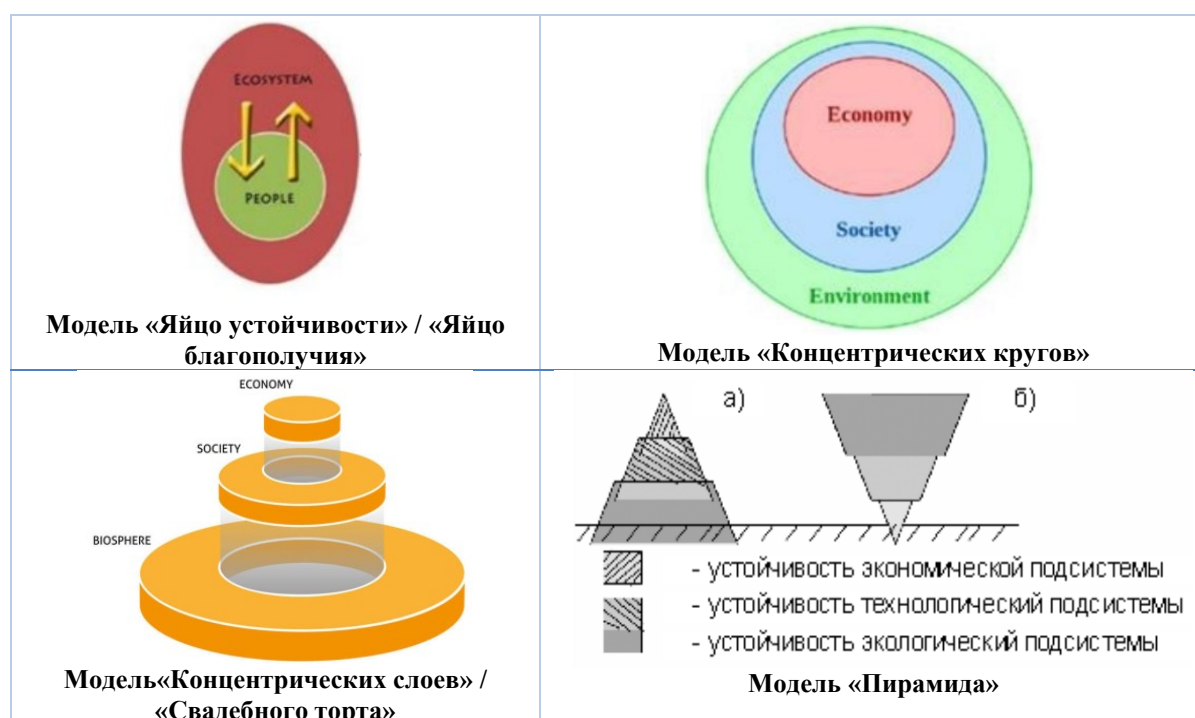 ECOSYSTEM
PEOPLE
Модель «Яйцо устойчивости» / «Яйцо
благополучия»
Economy
Society
Environment
Модель «Концентрических кругов»
ECONOMY
SOCIETY
BIOSPHERE
Модель«Концентрических слоев» /
«Свадебного торта»
а) б)
- устойчивость экономической подсистемы
- устойчивость технологический подсистемы
- устойчивость экологический подсистемы
Модель «Пирамида»